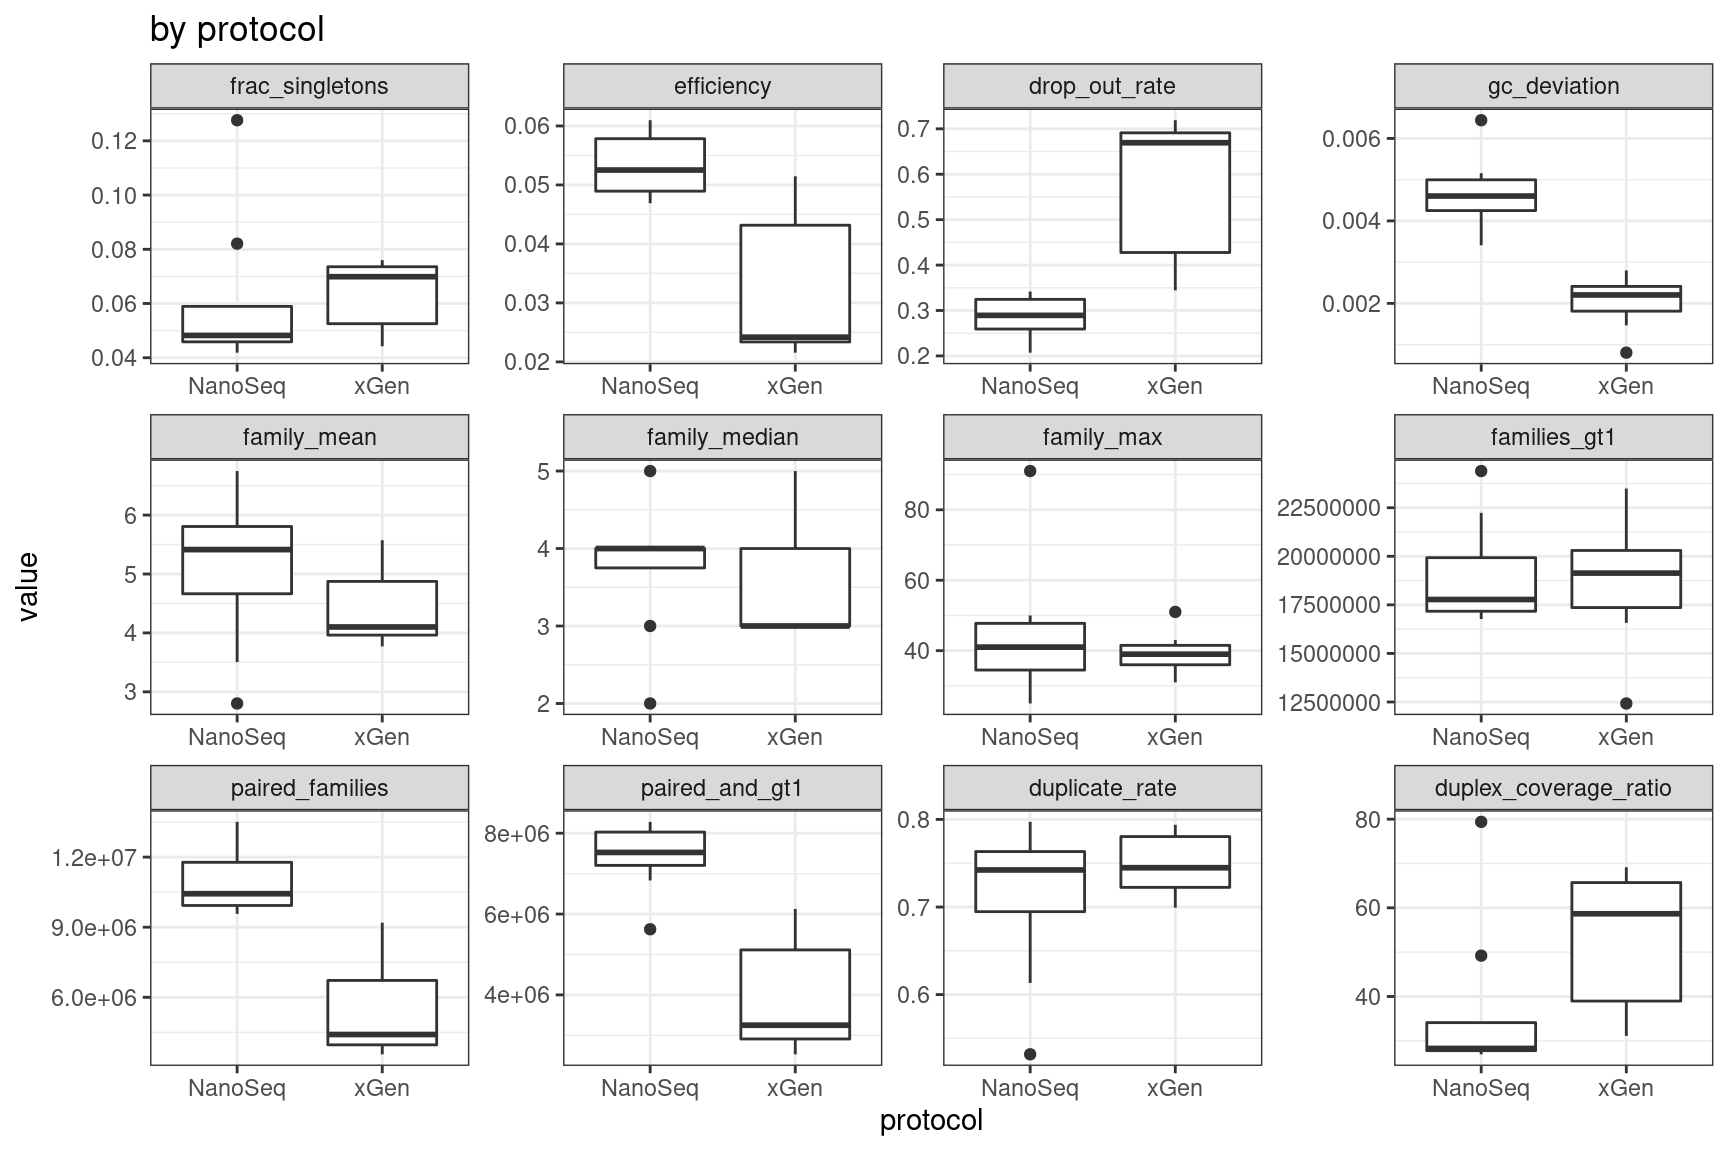 by protocol
frac_singletons
efficiency
drop_out_rate
gc_deviation
0.12
0.10
0.08
0.06
0.04
0.06
0.05
0.04
0.03
0.02
0.7
0.6
0.5
0.4
0.3
0.2
0.006
0.004
0.002
NanoSeq xGen
NanoSeq xGen
NanoSeq xGen
NanoSeq xGen
family_mean
family_median
family_max
families_gt1
6
5
4
3
5
4
3
2
80
60
40
22500000
20000000
17500000
15000000
12500000
NanoSeq xGen
NanoSeq xGen
NanoSeq xGen
NanoSeq xGen
paired_families
paired_and_gt1
duplicate_rate
duplex_coverage_ratio
1.2e+07
9.0e+06
6.0e+06
8e+06
6e+06
4e+06
0.8
0.7
0.6
80
60
40
NanoSeq xGen
NanoSeq xGen
NanoSeq xGen
NanoSeq xGen
protocol
value